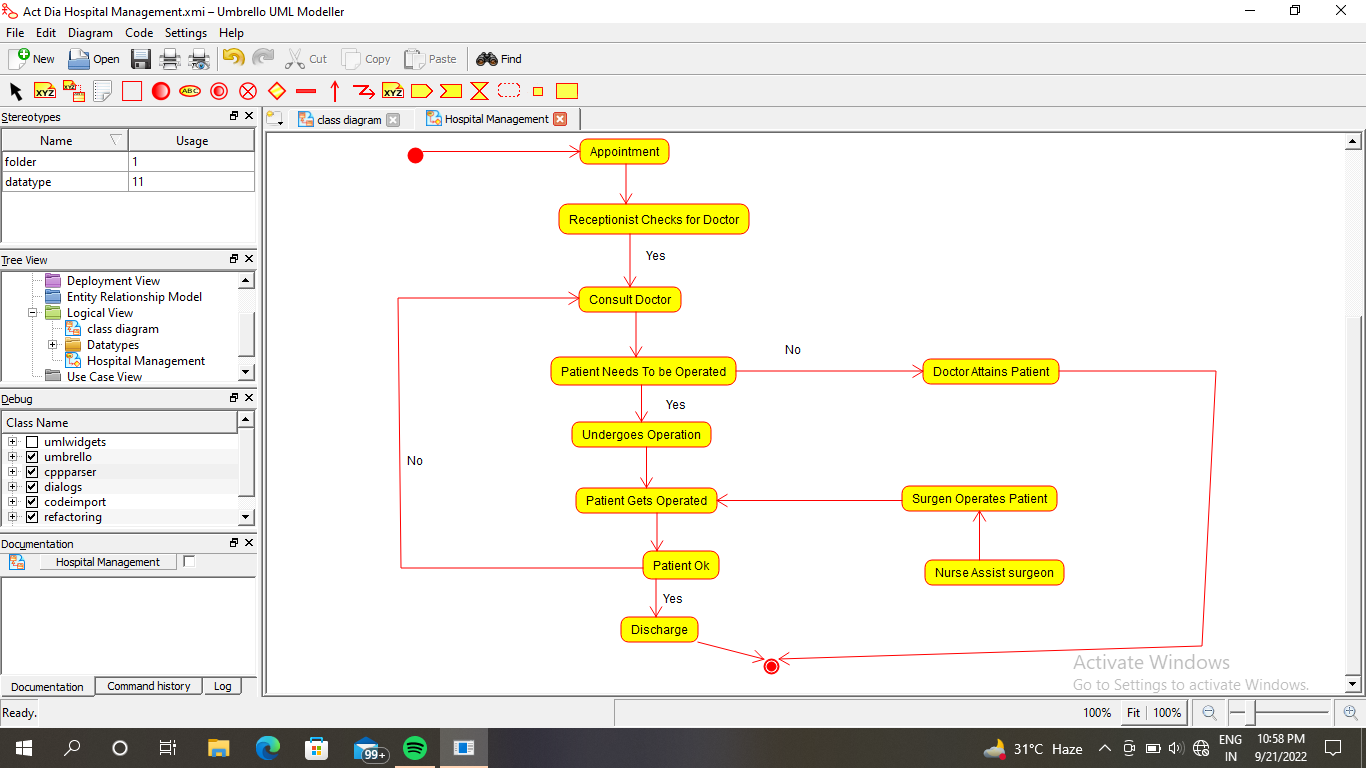 Act Dia Hospital Management.xmi – Umbrello UML Modeller
File Edit Diagram Code Settings Help
New Open Cut Copy Paste Find
XYZ XYZ ABC XYZ
Stereotypes
Name Usage
folder 1
datatype 11
Tree View
Deployment View
Entity Relationship Model
Logical View
class diagram
Datatypes
Hospital Management
Use Case View
Debug
Class Name
umlwidgets
umbrello
cppparser
dialogs
codeimport
refactoring
Documentation
Hospital Management
Documentation Command history Log
class diagram Hospital Management
Appointment
Receptionist Checks for Doctor
Yes
Consult Doctor
No
Patient Needs To be Operated Doctor Attains Patient
Yes
Undergoes Operation
No
Patient Gets Operated Surgen Operates Patient
Patient Ok Nurse Assist surgeon
Yes
Discharge
Activate Windows
Go to Settings to activate Windows.
Ready. 100% Fit 100%
99+ 31°C Haze ENG IN 10:58 PM 9/21/2022